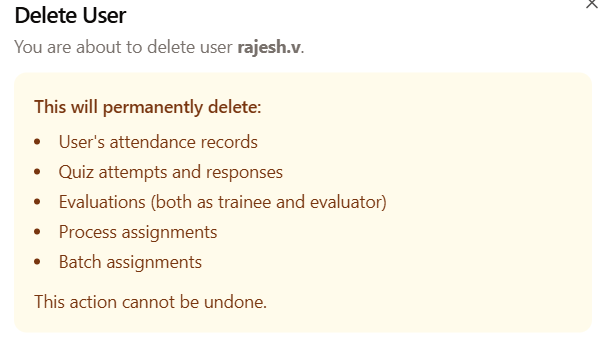 Delete User
You are about to delete user rajesh.v.
This will permanently delete:
• User's attendance records
• Quiz attempts and responses
• Evaluations (both as trainee and evaluator)
• Process assignments
• Batch assignments
This action cannot be undone.